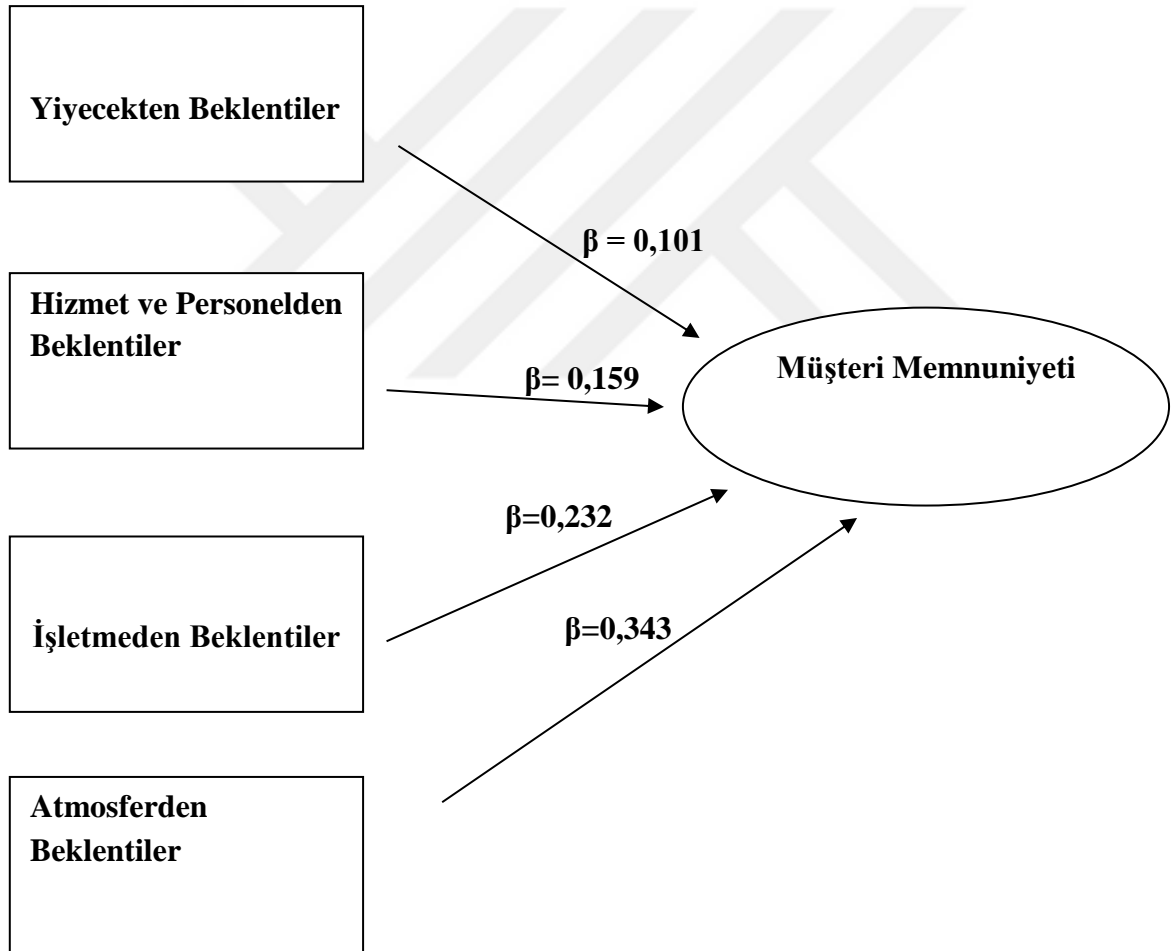 Yiyecekten Beklentiler
β = 0,101
Hizmet ve Personelden
Beklentiler
β= 0,159
Müşteri Memnuniyeti
β=0,232
İşletmeden Beklentiler
β=0,343
Atmosferden
Beklentiler